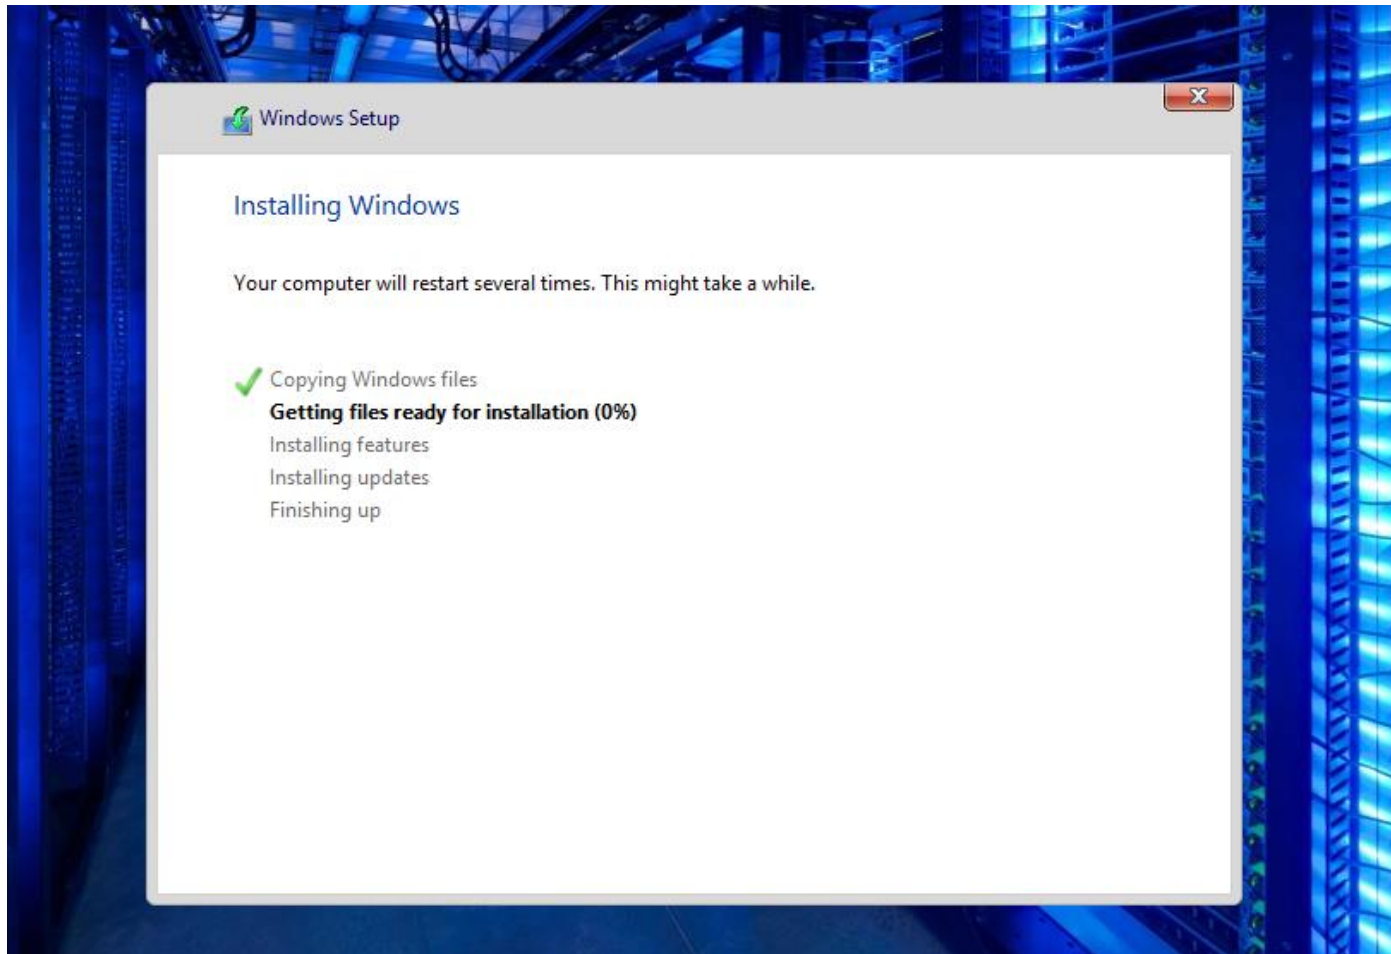 Windows Setup
Installing Windows
Your computer will restart several times. This might take a while.
Copying Windows files
Getting files ready for installation (0%)
Installing features
Installing updates
Finishing up